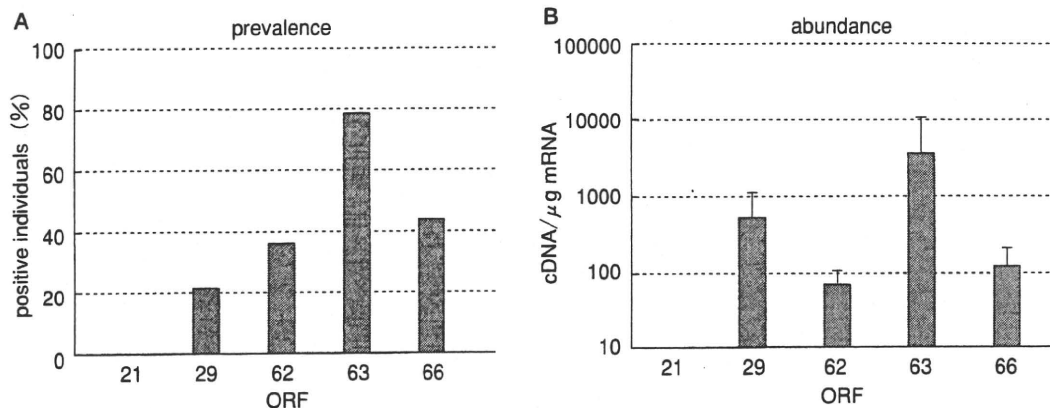 A
prevalence
positive individuals (%)
100
80
60
40
20
0
21 29 62 63 66
ORF
B
abundance
cDNA/μg mRNA
100000
10000
1000
100
10
21 29 62 63 66
ORF